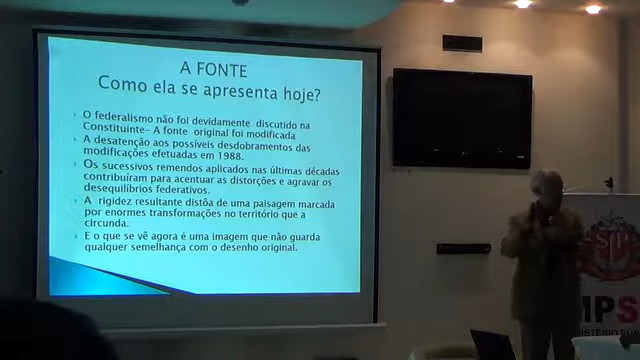 A FONTE
Como ela se apresenta hoje?
O federalismo não foi devidamente discutido na
Constituinte- A fonte original foi modificada
A desatenção aos possíveis desdobramentos das
modificações efetuadas em 1988.
Os sucessivos remendos aplicados nas últimas décadas
contribuíram para acentuar as distorções e agravar os
desequilíbrios federativos.
A rigidez resultante distôa de uma paisagem marcada
por enormes transformações no território que a
circunda.
E o que se vê agora é uma imagem que não guarda
qualquer semelhança com o desenho original.
SP
MPS